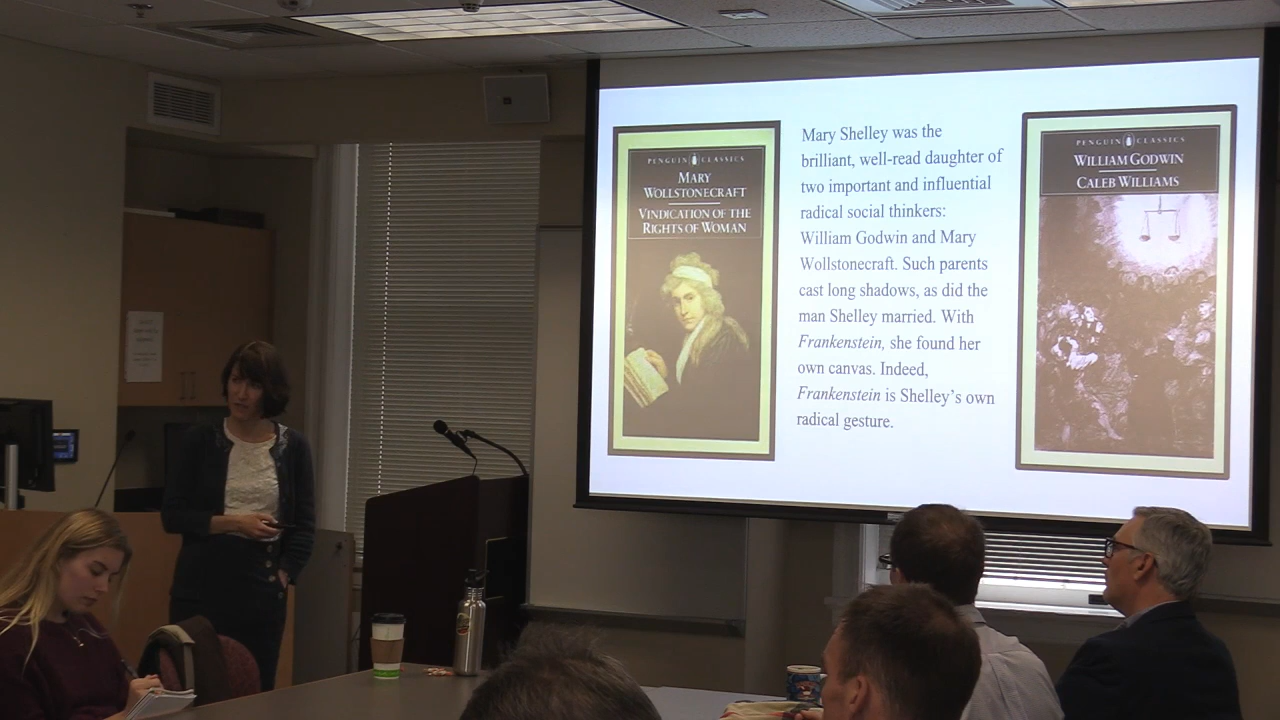 PENGUIN CLASSICS
MARY
WOLLSTONECRAFT
VINDICATION OF THE
RIGHTS OF WOMAN
Mary Shelley was the
brilliant, well-read daughter of
two important and influential
radical social thinkers:
William Godwin and Mary
Wollstonecraft. Such parents
cast long shadows, as did the
man Shelley married. With
Frankenstein, she found her
own canvas. Indeed,
Frankenstein is Shelley's own
radical gesture.
PENGUIN CLASSICS
WILLIAM GODWIN
CALEB WILLIAMS